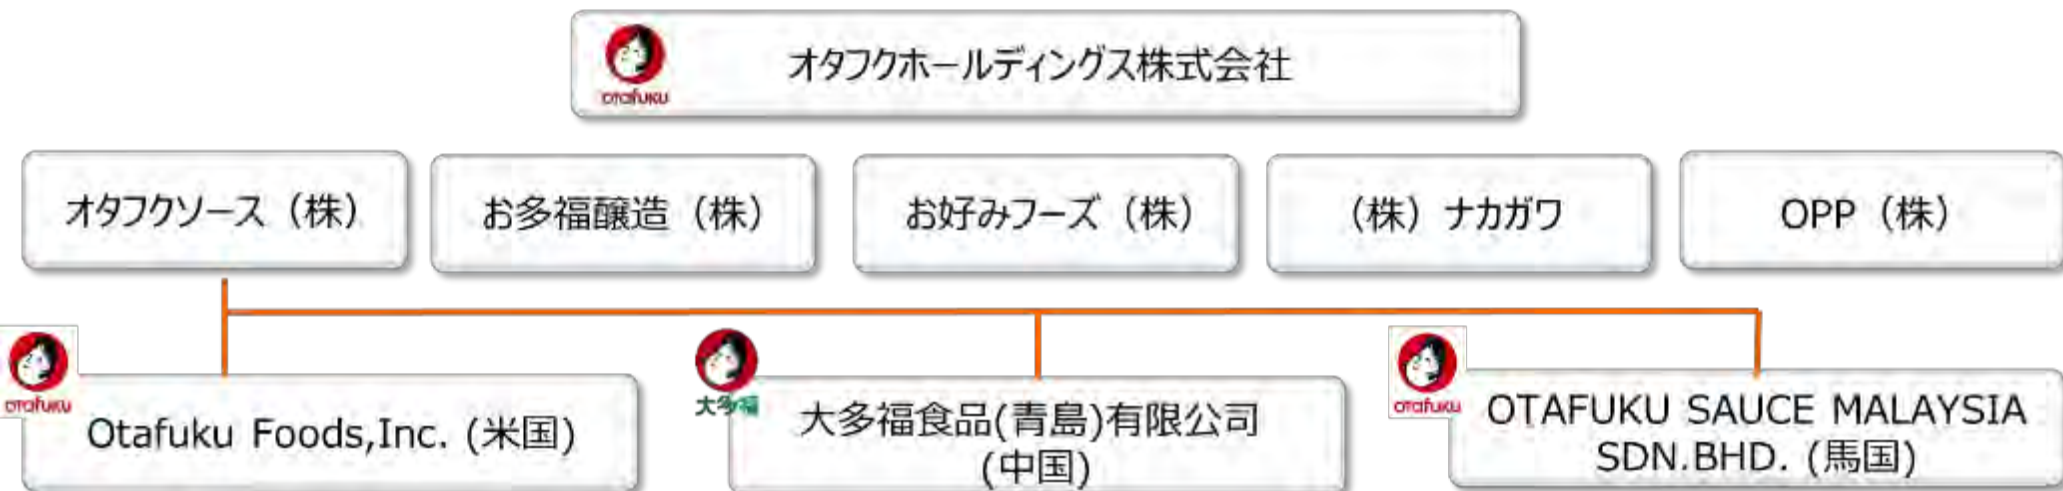 otafuku
オタフクホールディングス株式会社
オタフクソース（株）
お多福醸造（株）
お好みフーズ（株）
（株）ナカガワ
OPP（株）
otafuku
Otafuku Foods,Inc. (米国)
大多福
大多福食品(青島)有限公司
(中国)
otafuku
OTAFUKU SAUCE MALAYSIA
SDN.BHD. (馬国)